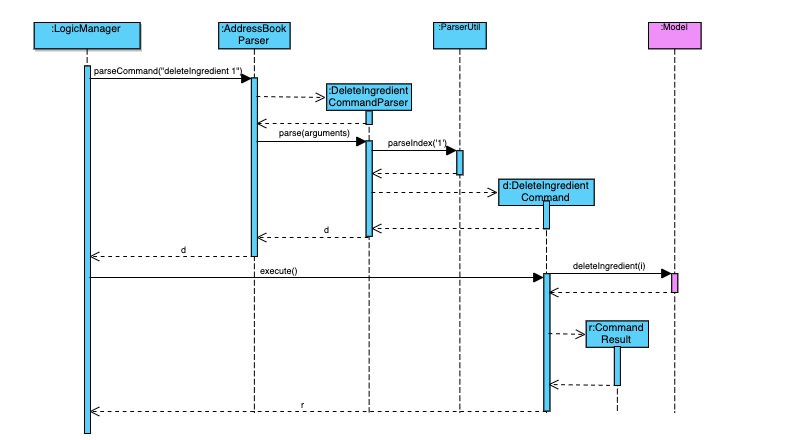 :LogicManager
:AddressBook
Parser
:ParserUtil
:Model
parseCommand("deleteIngredient 1")
:DeleteIngredient
CommandParser
parse(arguments)
parseIndex('1')
d:DeleteIngredient
Command
d
d
execute()
deleteIngredient(i)
r:Command
Result
r